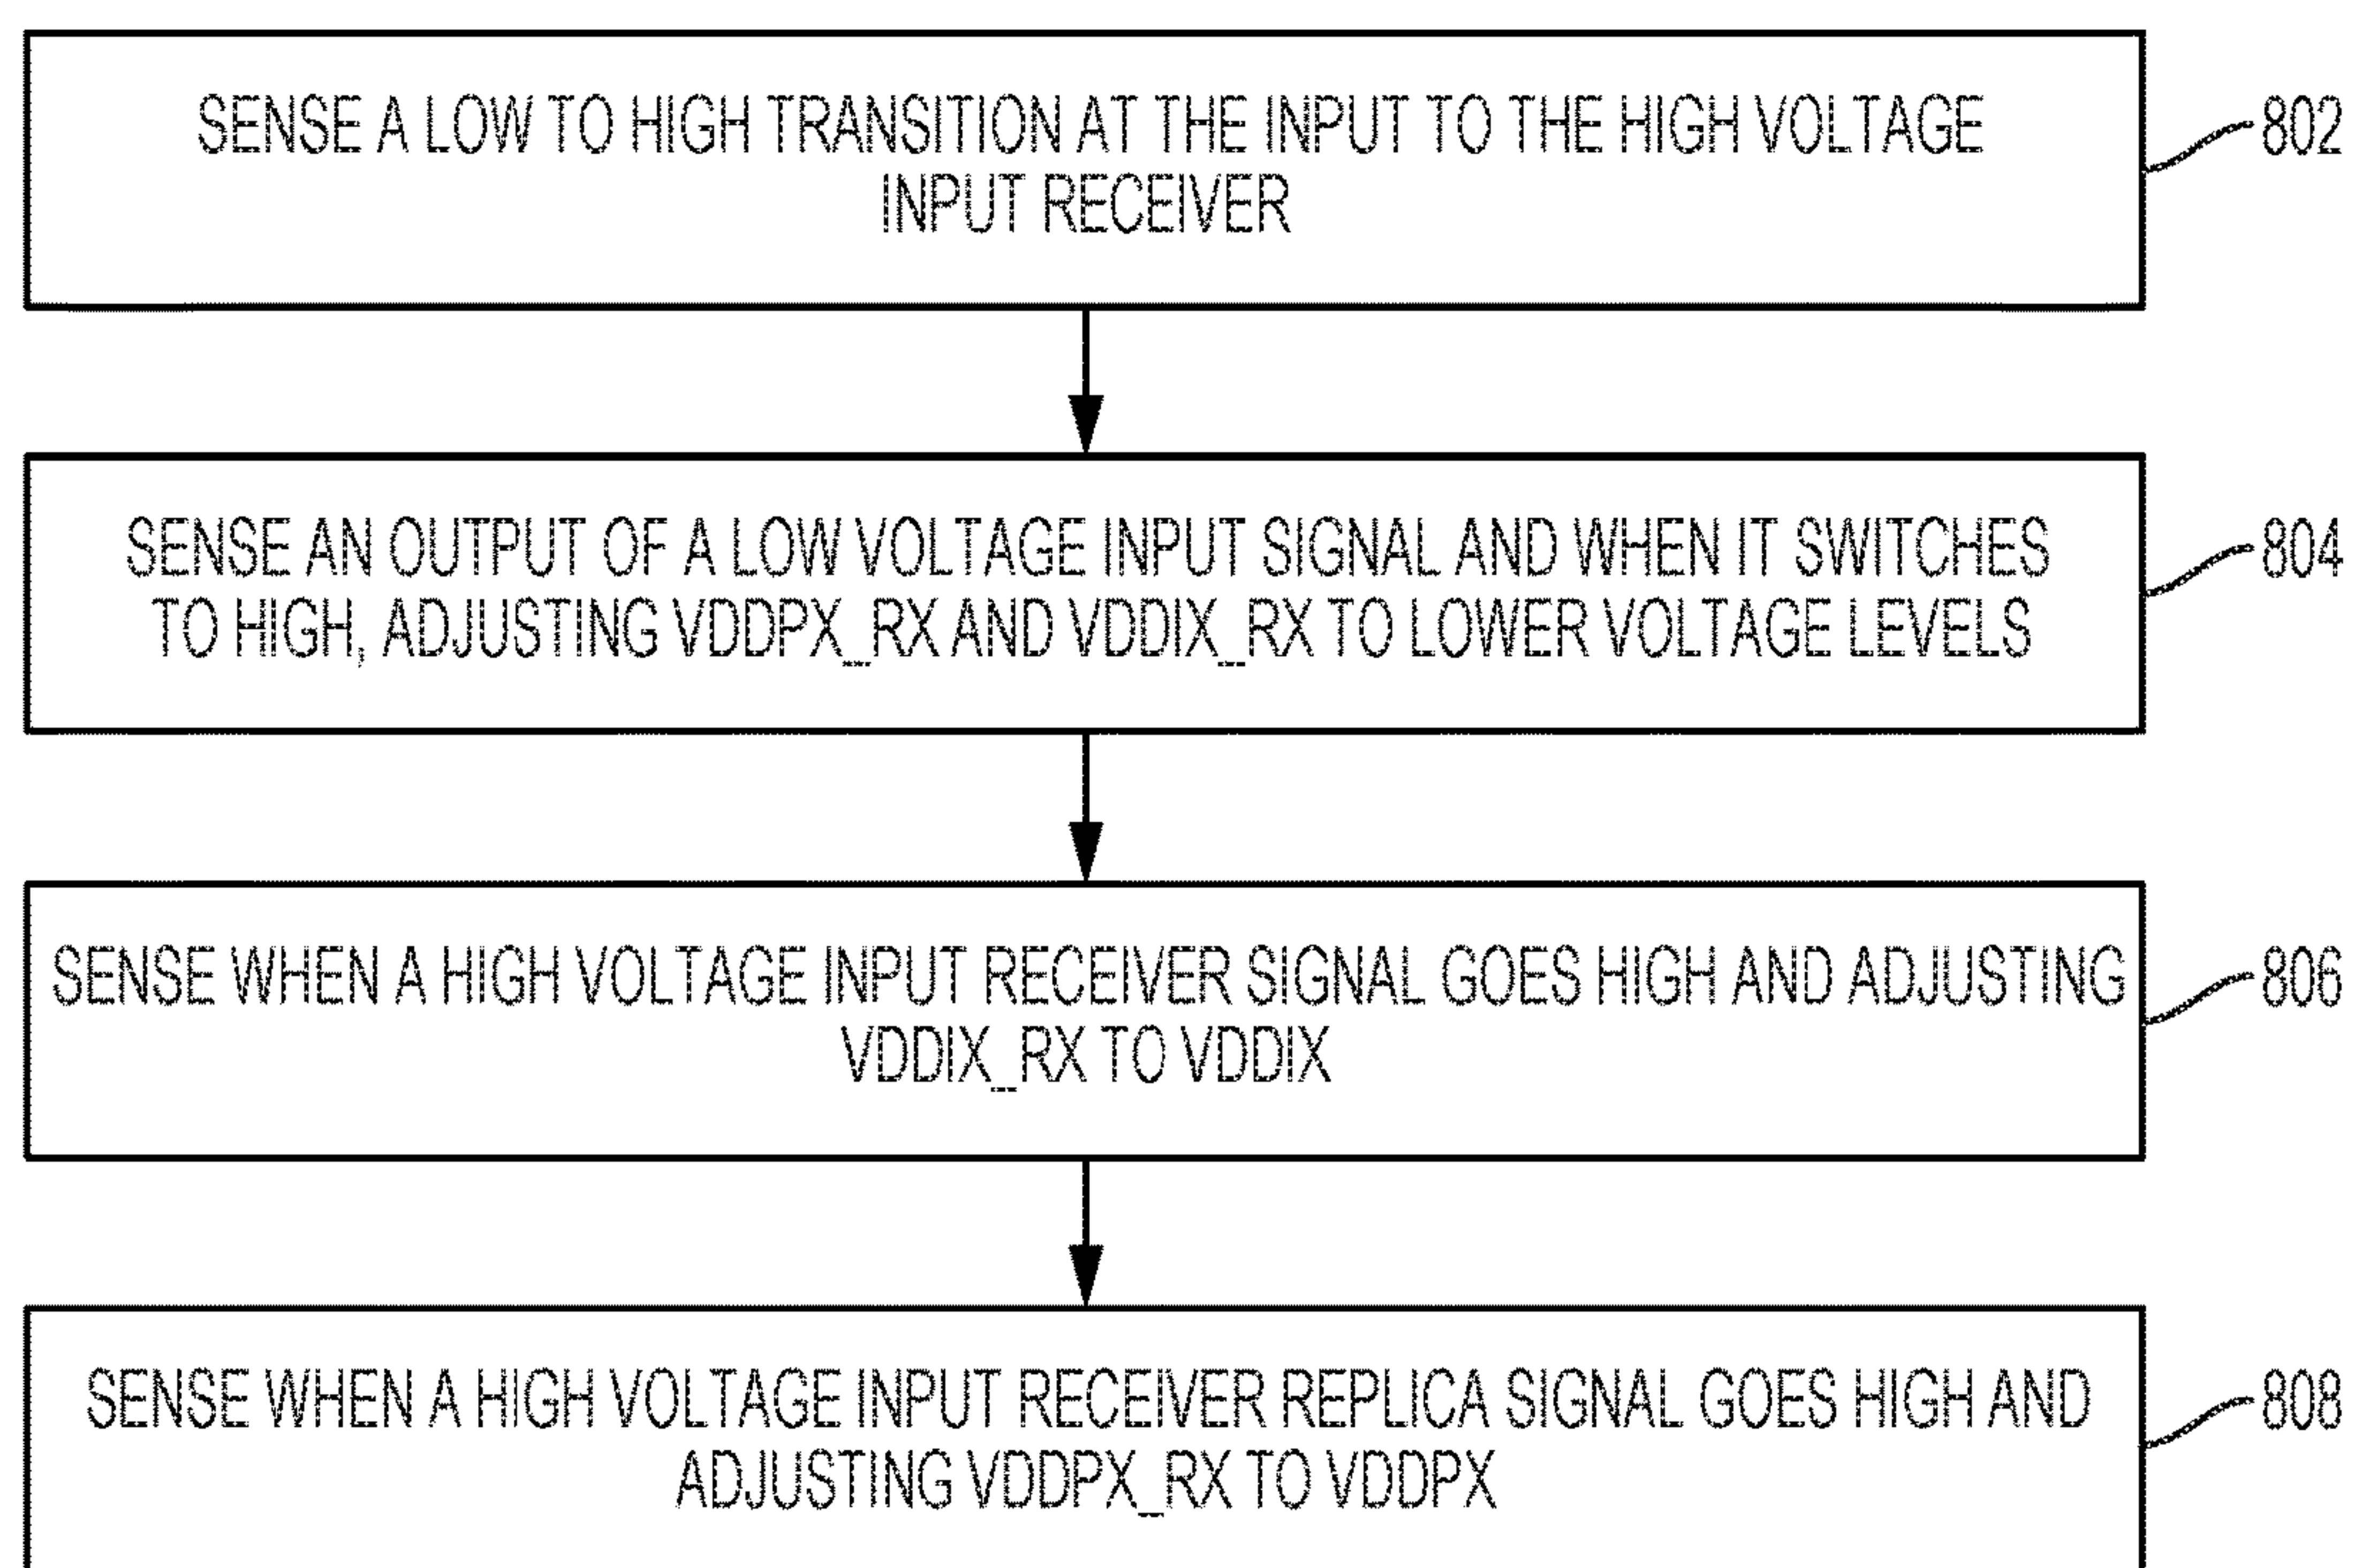 SENSE A LOW TO HIGH TRANSITION AT THE INPUT TO THE HIGH VOLTAGE
INPUT RECEIVER
802
SENSE AN OUTPUT OF A LOW VOLTAGE INPUT SIGNAL AND WHEN IT SWITCHES
TO HIGH, ADJUSTING VDDPX_RX AND VDDIX_RX TO LOWER VOLTAGE LEVELS
804
SENSE WHEN A HIGH VOLTAGE INPUT RECEIVER SIGNAL GOES HIGH AND ADJUSTING
VDDIX_RX TO VDDIX
806
SENSE WHEN A HIGH VOLTAGE INPUT RECEIVER REPLICA SIGNAL GOES HIGH AND
ADJUSTING VDDPX_RX TO VDDPX
808